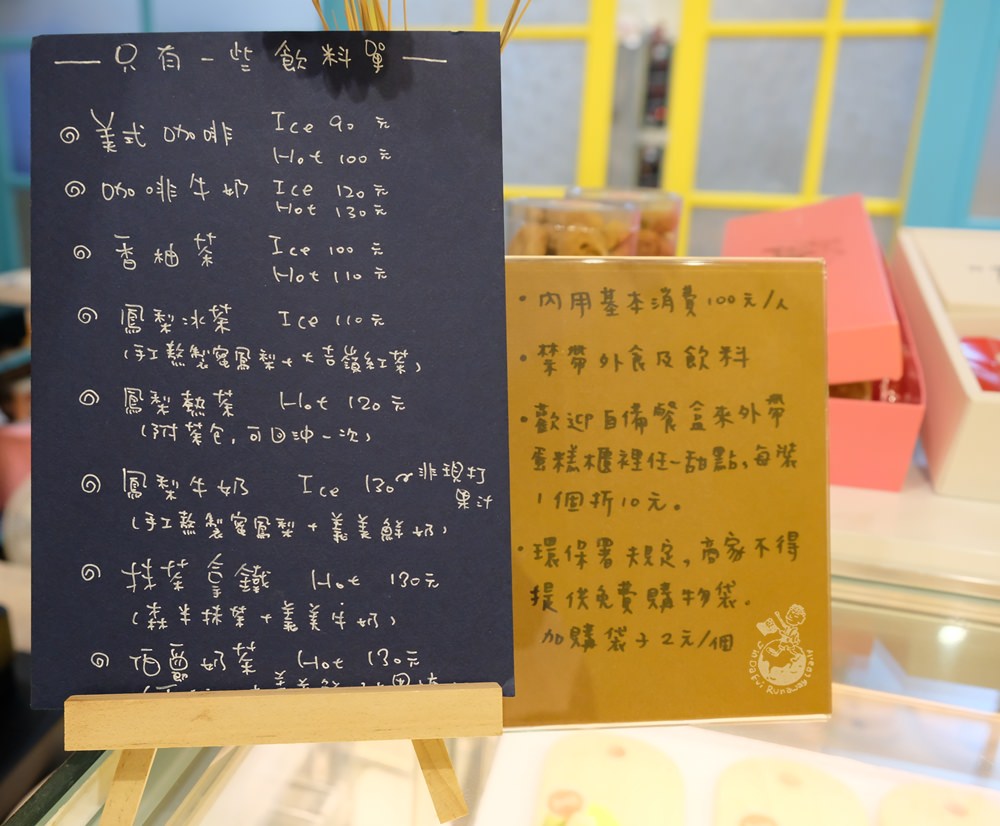 只有一些飲料單
美式咖啡 Ice 90元
Hot 100元
咖啡牛奶 Ice 120元
Hot 130元
香柚茶 Ice 100元
Hot 110元
鳳梨冰茶 Ice 110元
(手工熬製蜜鳳梨+大吉嶺紅茶)
鳳梨熱茶 Hot 120元
(附茶包,可回沖一次)
鳳梨牛奶 Ice 130 非現打
果汁
(手工熬製蜜鳳梨+義美鮮奶)
抹茶拿鐵 Hot 130元
(森半抹茶+義美牛奶)
伯爵奶茶 Hot 130元
·內用基本消費100元/人
·禁帶外食及飲料
·歡迎自備餐盒來外帶
蛋糕櫃裡任一甜點,每裝
1個折10元。
·環保署規定,商家不得
提供免費購物袋。
加購袋子2元/個
Runaway